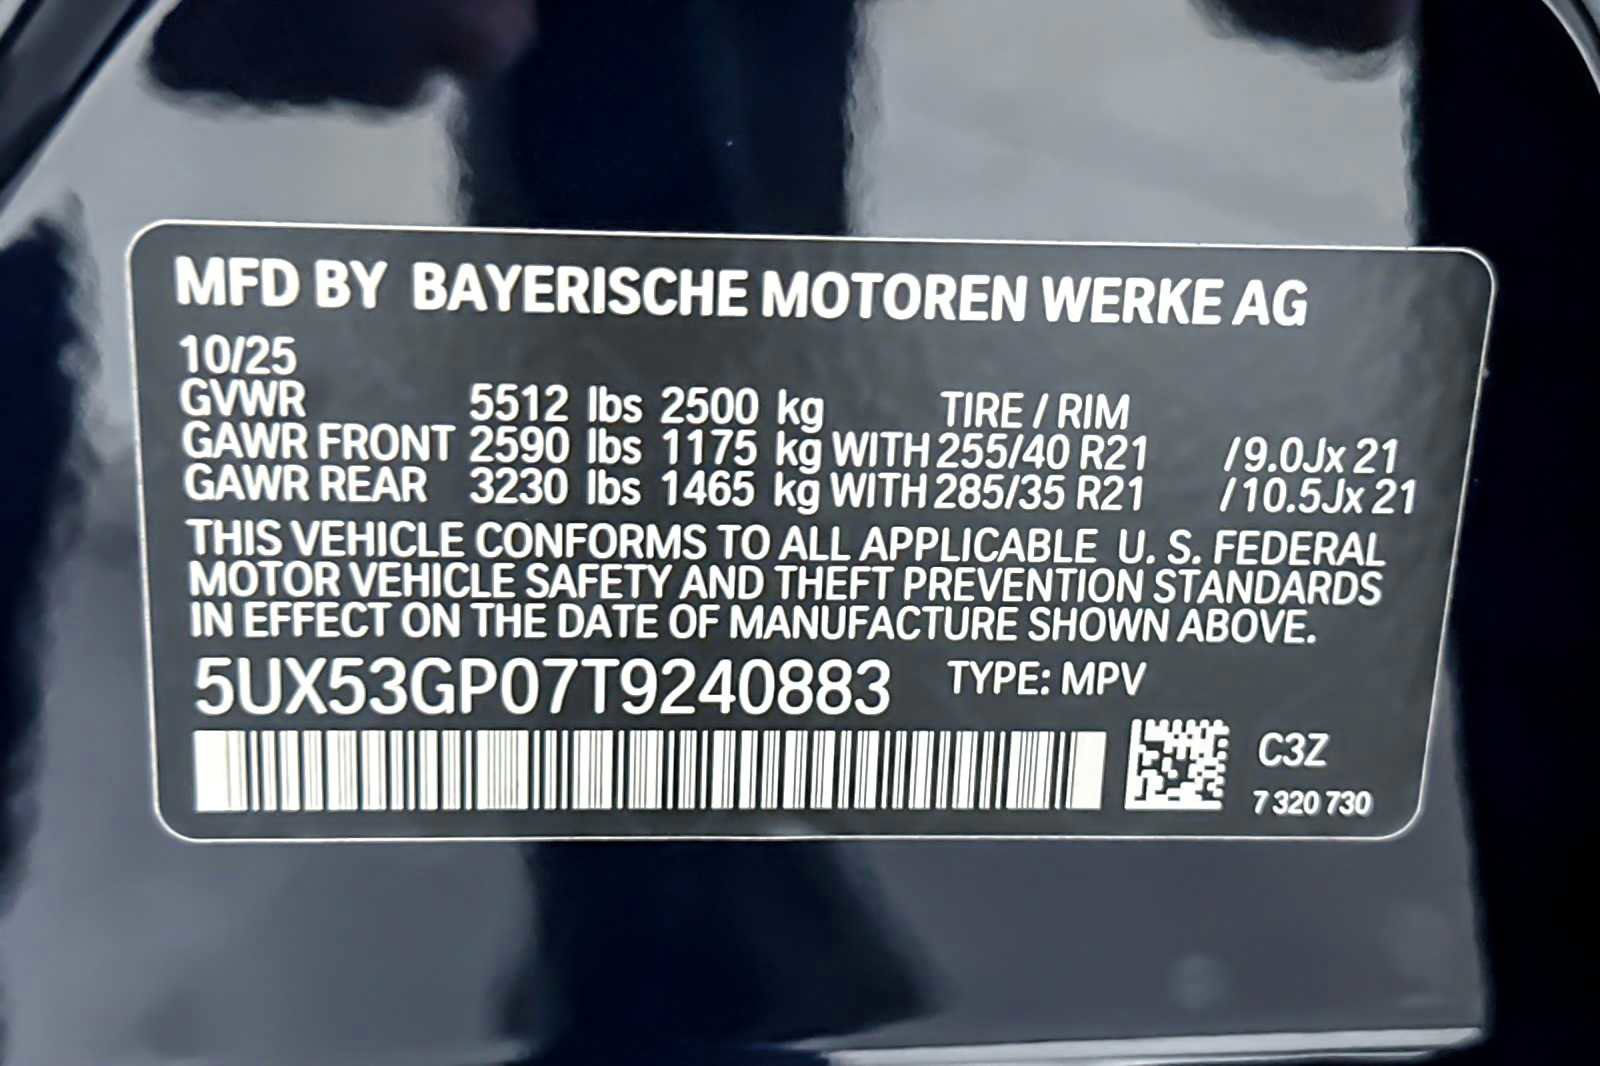 MFD BY BAYERISCHE MOTOREN WERKE AG
10/25
GVWR 5512 lbs 2500 kg TIRE / RIM
GAWR FRONT 2590 lbs 1175 kg WITH 255/40 R21 /9.0Jx 21
GAWR REAR 3230 lbs 1465 kg WITH 285/35 R21 /10.5Jx 21
THIS VEHICLE CONFORMS TO ALL APPLICABLE U. S. FEDERAL
MOTOR VEHICLE SAFETY AND THEFT PREVENTION STANDARDS
IN EFFECT ON THE DATE OF MANUFACTURE SHOWN ABOVE.
5UX53GP07T9240883 TYPE: MPV
C3Z
7 320 730